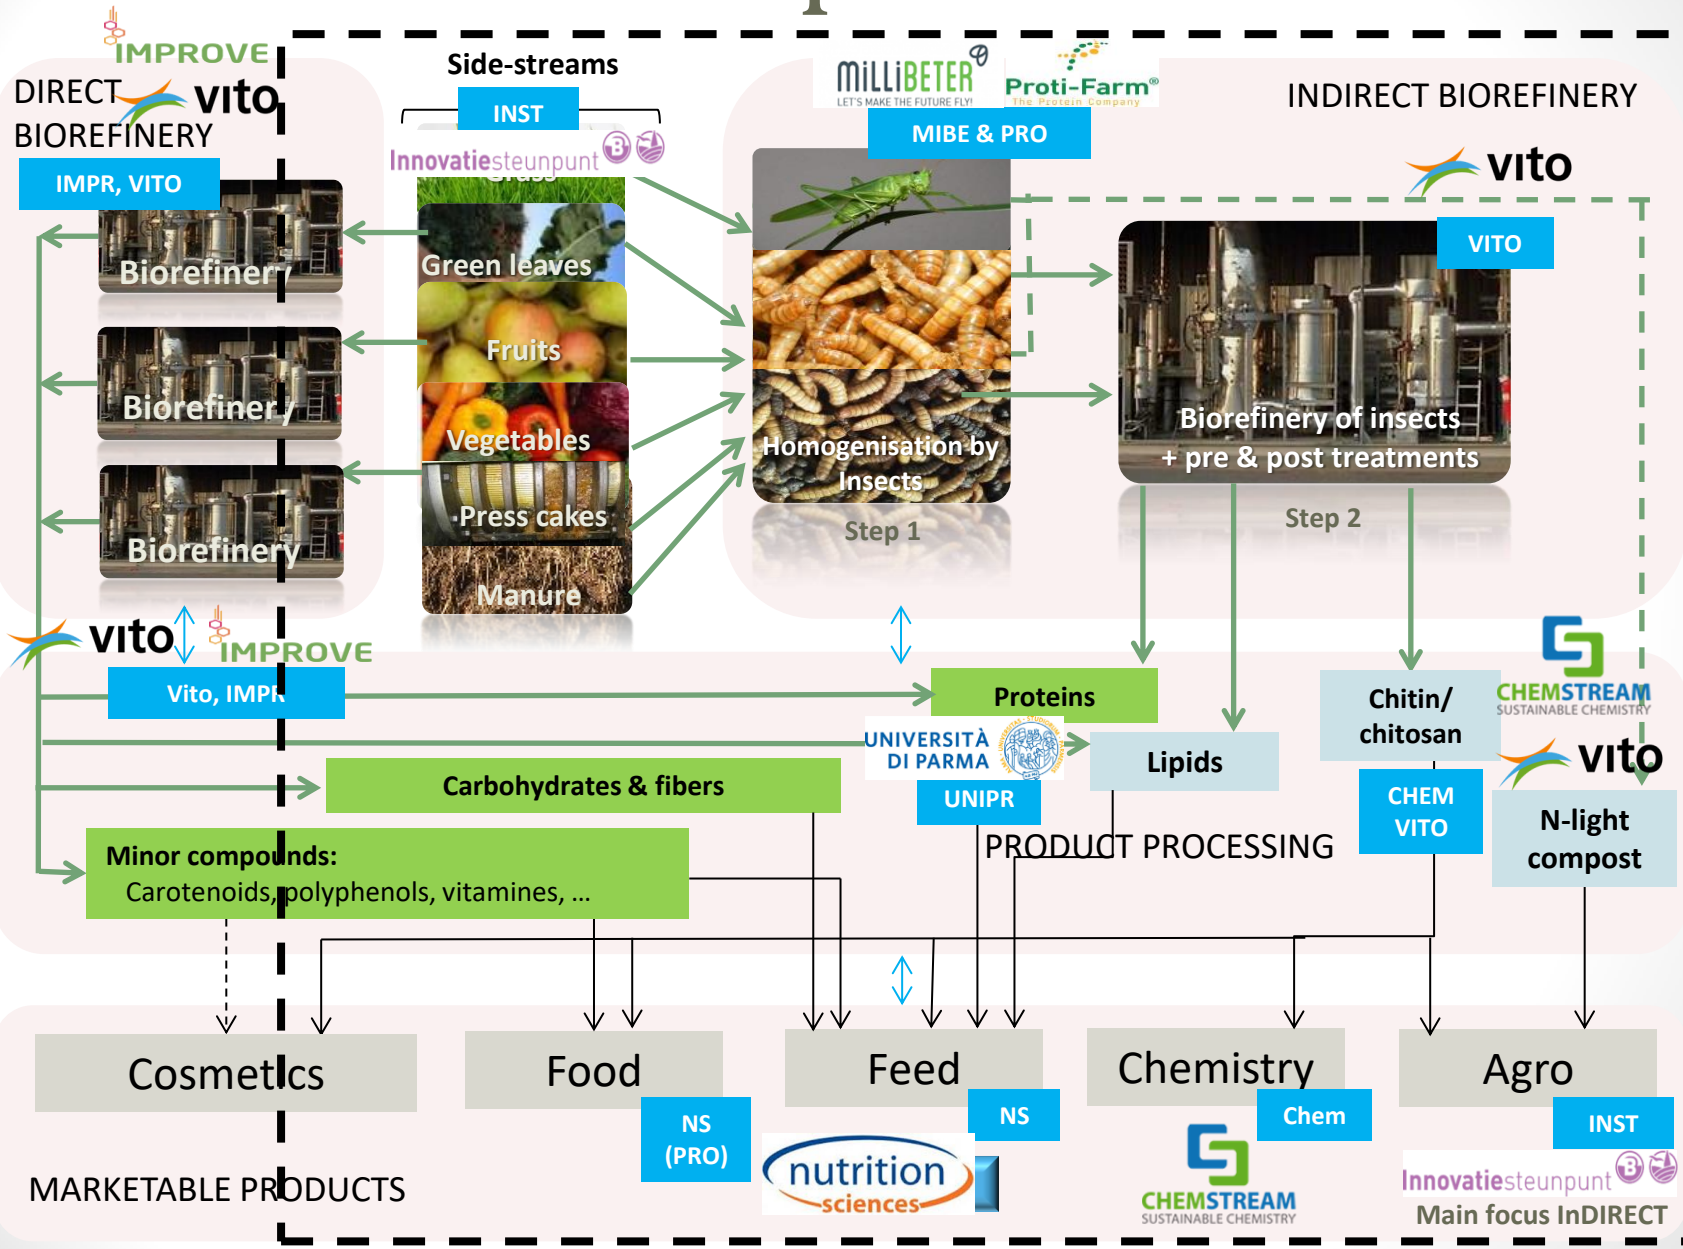 IMPROVE
vito
DIRECT
BIOREFINERY
IMPR, VITO
Side-streams
INST
Innovatiesteunpunt
B
MiLLiBETER
LET'S MAKE THE FUTURE FLY!
Proti-Farm®
The Protein Company
MIBE & PRO
INDIRECT BIOREFINERY
vito
VITO
Biorefinery
Biorefinery
Biorefinery
Grass
Green leaves
Fruits
Vegetables
Press cakes
Manure
Homogenisation by
Insects
Step 1
Biorefinery of insects
+ pre & post treatments
Step 2
vito
IMPROVE
Vito, IMPR
Proteins
UNIVERSITÀ
DI PARMA
UNIPR
Lipids
Chitin/
chitosan
CHEM
VITO
CHEMSTREAM
SUSTAINABLE CHEMISTRY
vito
N-light
compost
Carbohydrates & fibers
PRODUCT PROCESSING
Minor compounds:
Carotenoids, polyphenols, vitamines, ...
Cosmetics
Food
Feed
Chemistry
Agro
NS
(PRO)
NS
Chem
INST
nutrition
sciences
CHEMSTREAM
SUSTAINABLE CHEMISTRY
Innovatiesteunpunt
B
MARKETABLE PRODUCTS
Main focus InDIRECT